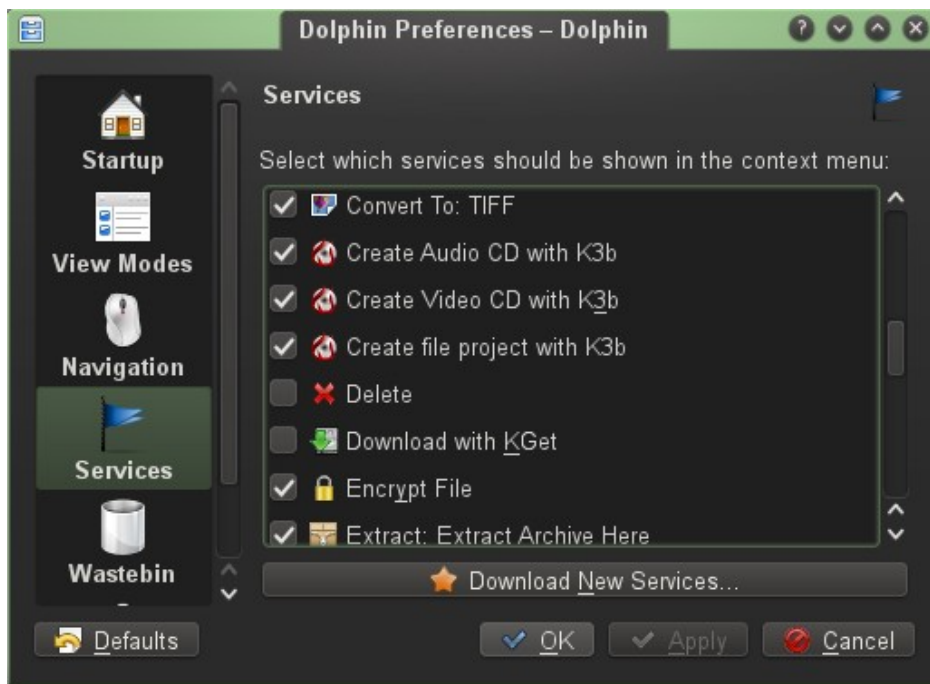 Dolphin Preferences – Dolphin
Startup
View Modes
Navigation
Services
Wastebin
Services
Select which services should be shown in the context menu:
Convert To: TIFF
Create Audio CD with K3b
Create Video CD with K3b
Create file project with K3b
Delete
Download with KGet
Encrypt File
Extract: Extract Archive Here
Download New Services...
Defaults
OK
Apply
Cancel